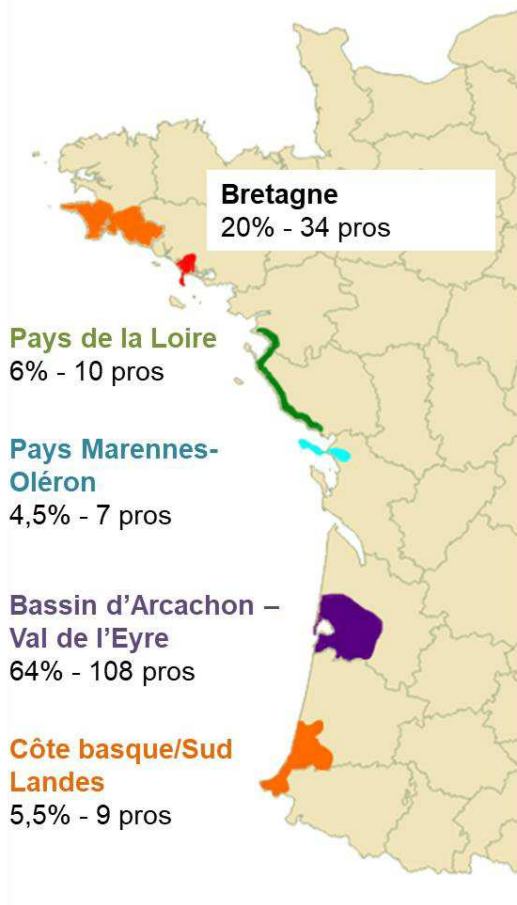 Bretagne
20% - 34 pros
Pays de la Loire
6% - 10 pros
Pays Marennes-
Oléron
4,5% - 7 pros
Bassin d’Arcachon –
Val de l’Eyre
64% - 108 pros
Côte basque/Sud
Landes
5,5% - 9 pros